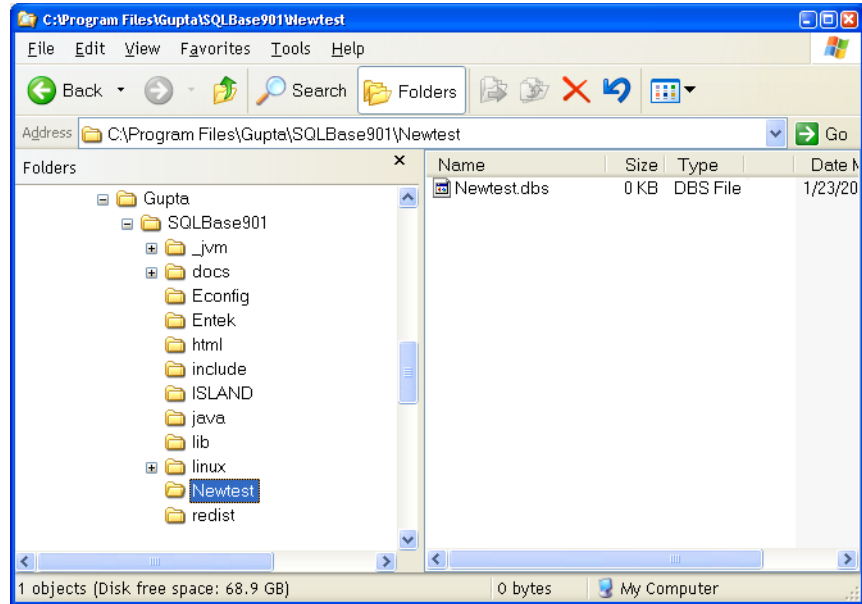 C:\Program Files\Gupta\SQLBase901\Newtest
File Edit View Favorites Tools Help
Back Search Folders
Address C:\Program Files\Gupta\SQLBase901\Newtest Go
Folders x Name Size Type Date M
Newtest.dbs 0 KB DBS File 1/23/20
Gupta
SQLBase901
_jvm
docs
Econfig
Entek
html
include
ISLAND
java
lib
linux
Newtest
redist
1 objects (Disk free space: 68.9 GB) 0 bytes My Computer